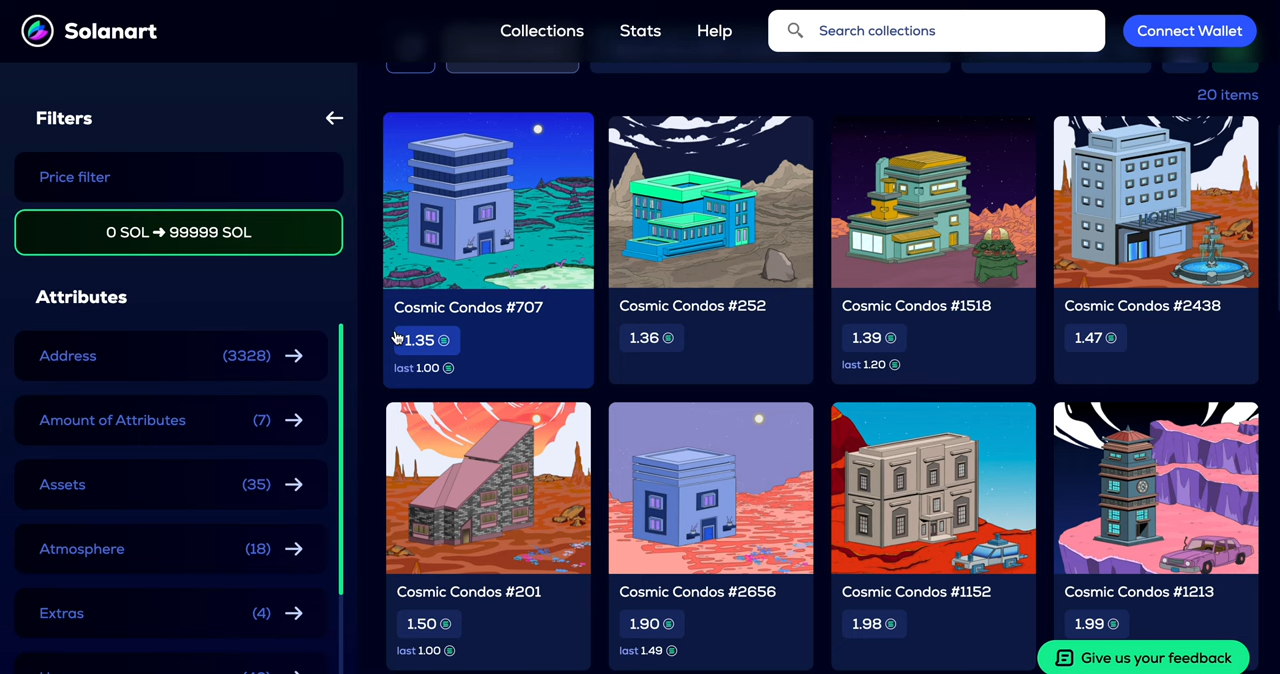 Solanart
Collections
Stats
Help
Search collections
Connect Wallet
Filters
Price filter
0 SOL ➜ 99999 SOL
Attributes
Address (3328)
Amount of Attributes (7)
Assets (35)
Atmosphere (18)
Extras (4)
20 items
Cosmic Condos #707
1.35
last 1.00
Cosmic Condos #252
1.36
Cosmic Condos #1518
1.39
last 1.20
HOTEL
Cosmic Condos #2438
1.47
Cosmic Condos #201
1.50
last 1.00
Cosmic Condos #2656
1.90
last 1.49
Cosmic Condos #1152
1.98
Cosmic Condos #1213
1.99
Give us your feedback